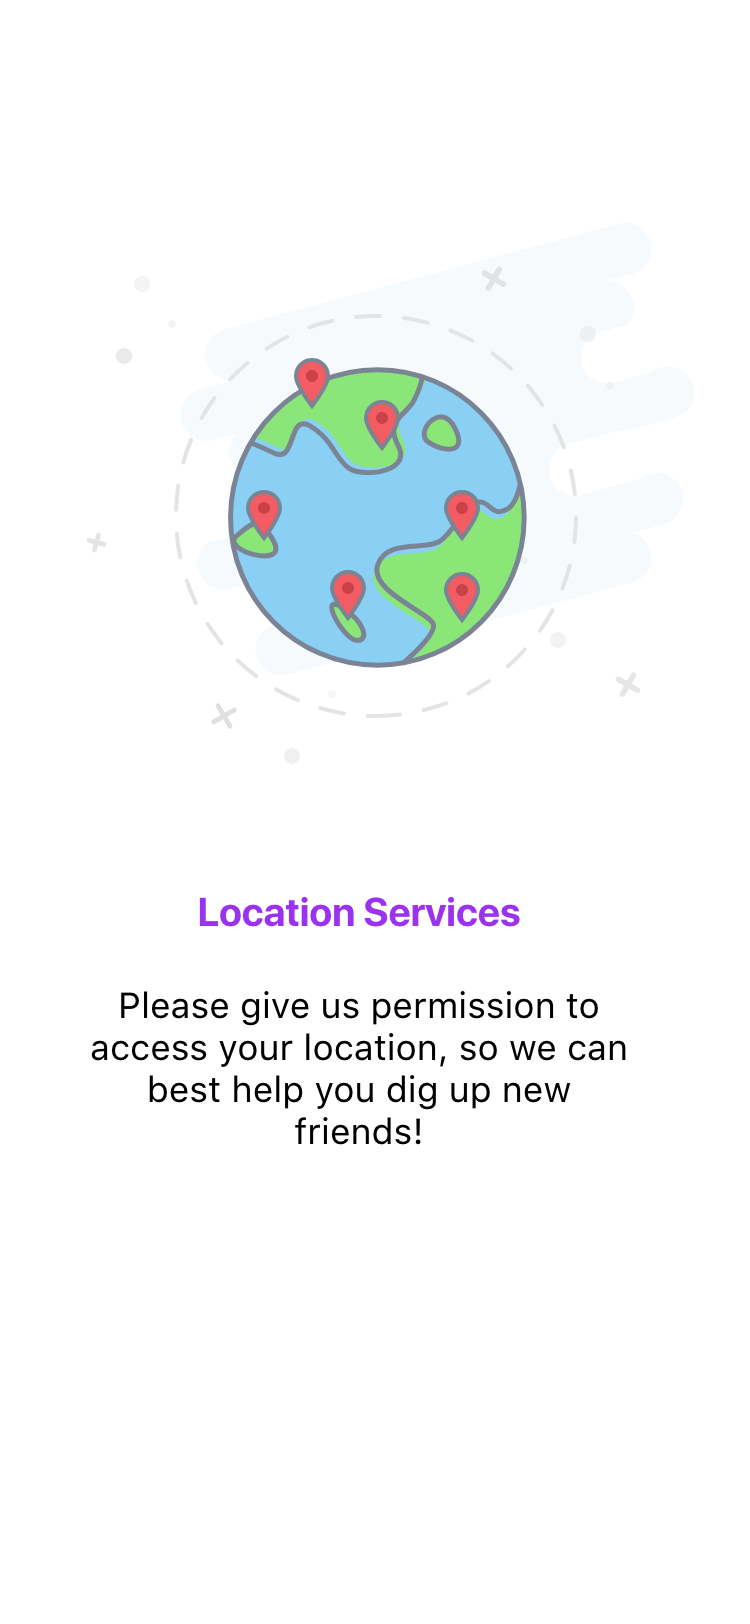 Location Services
Please give us permission to
access your location, so we can
best help you dig up new
friends!